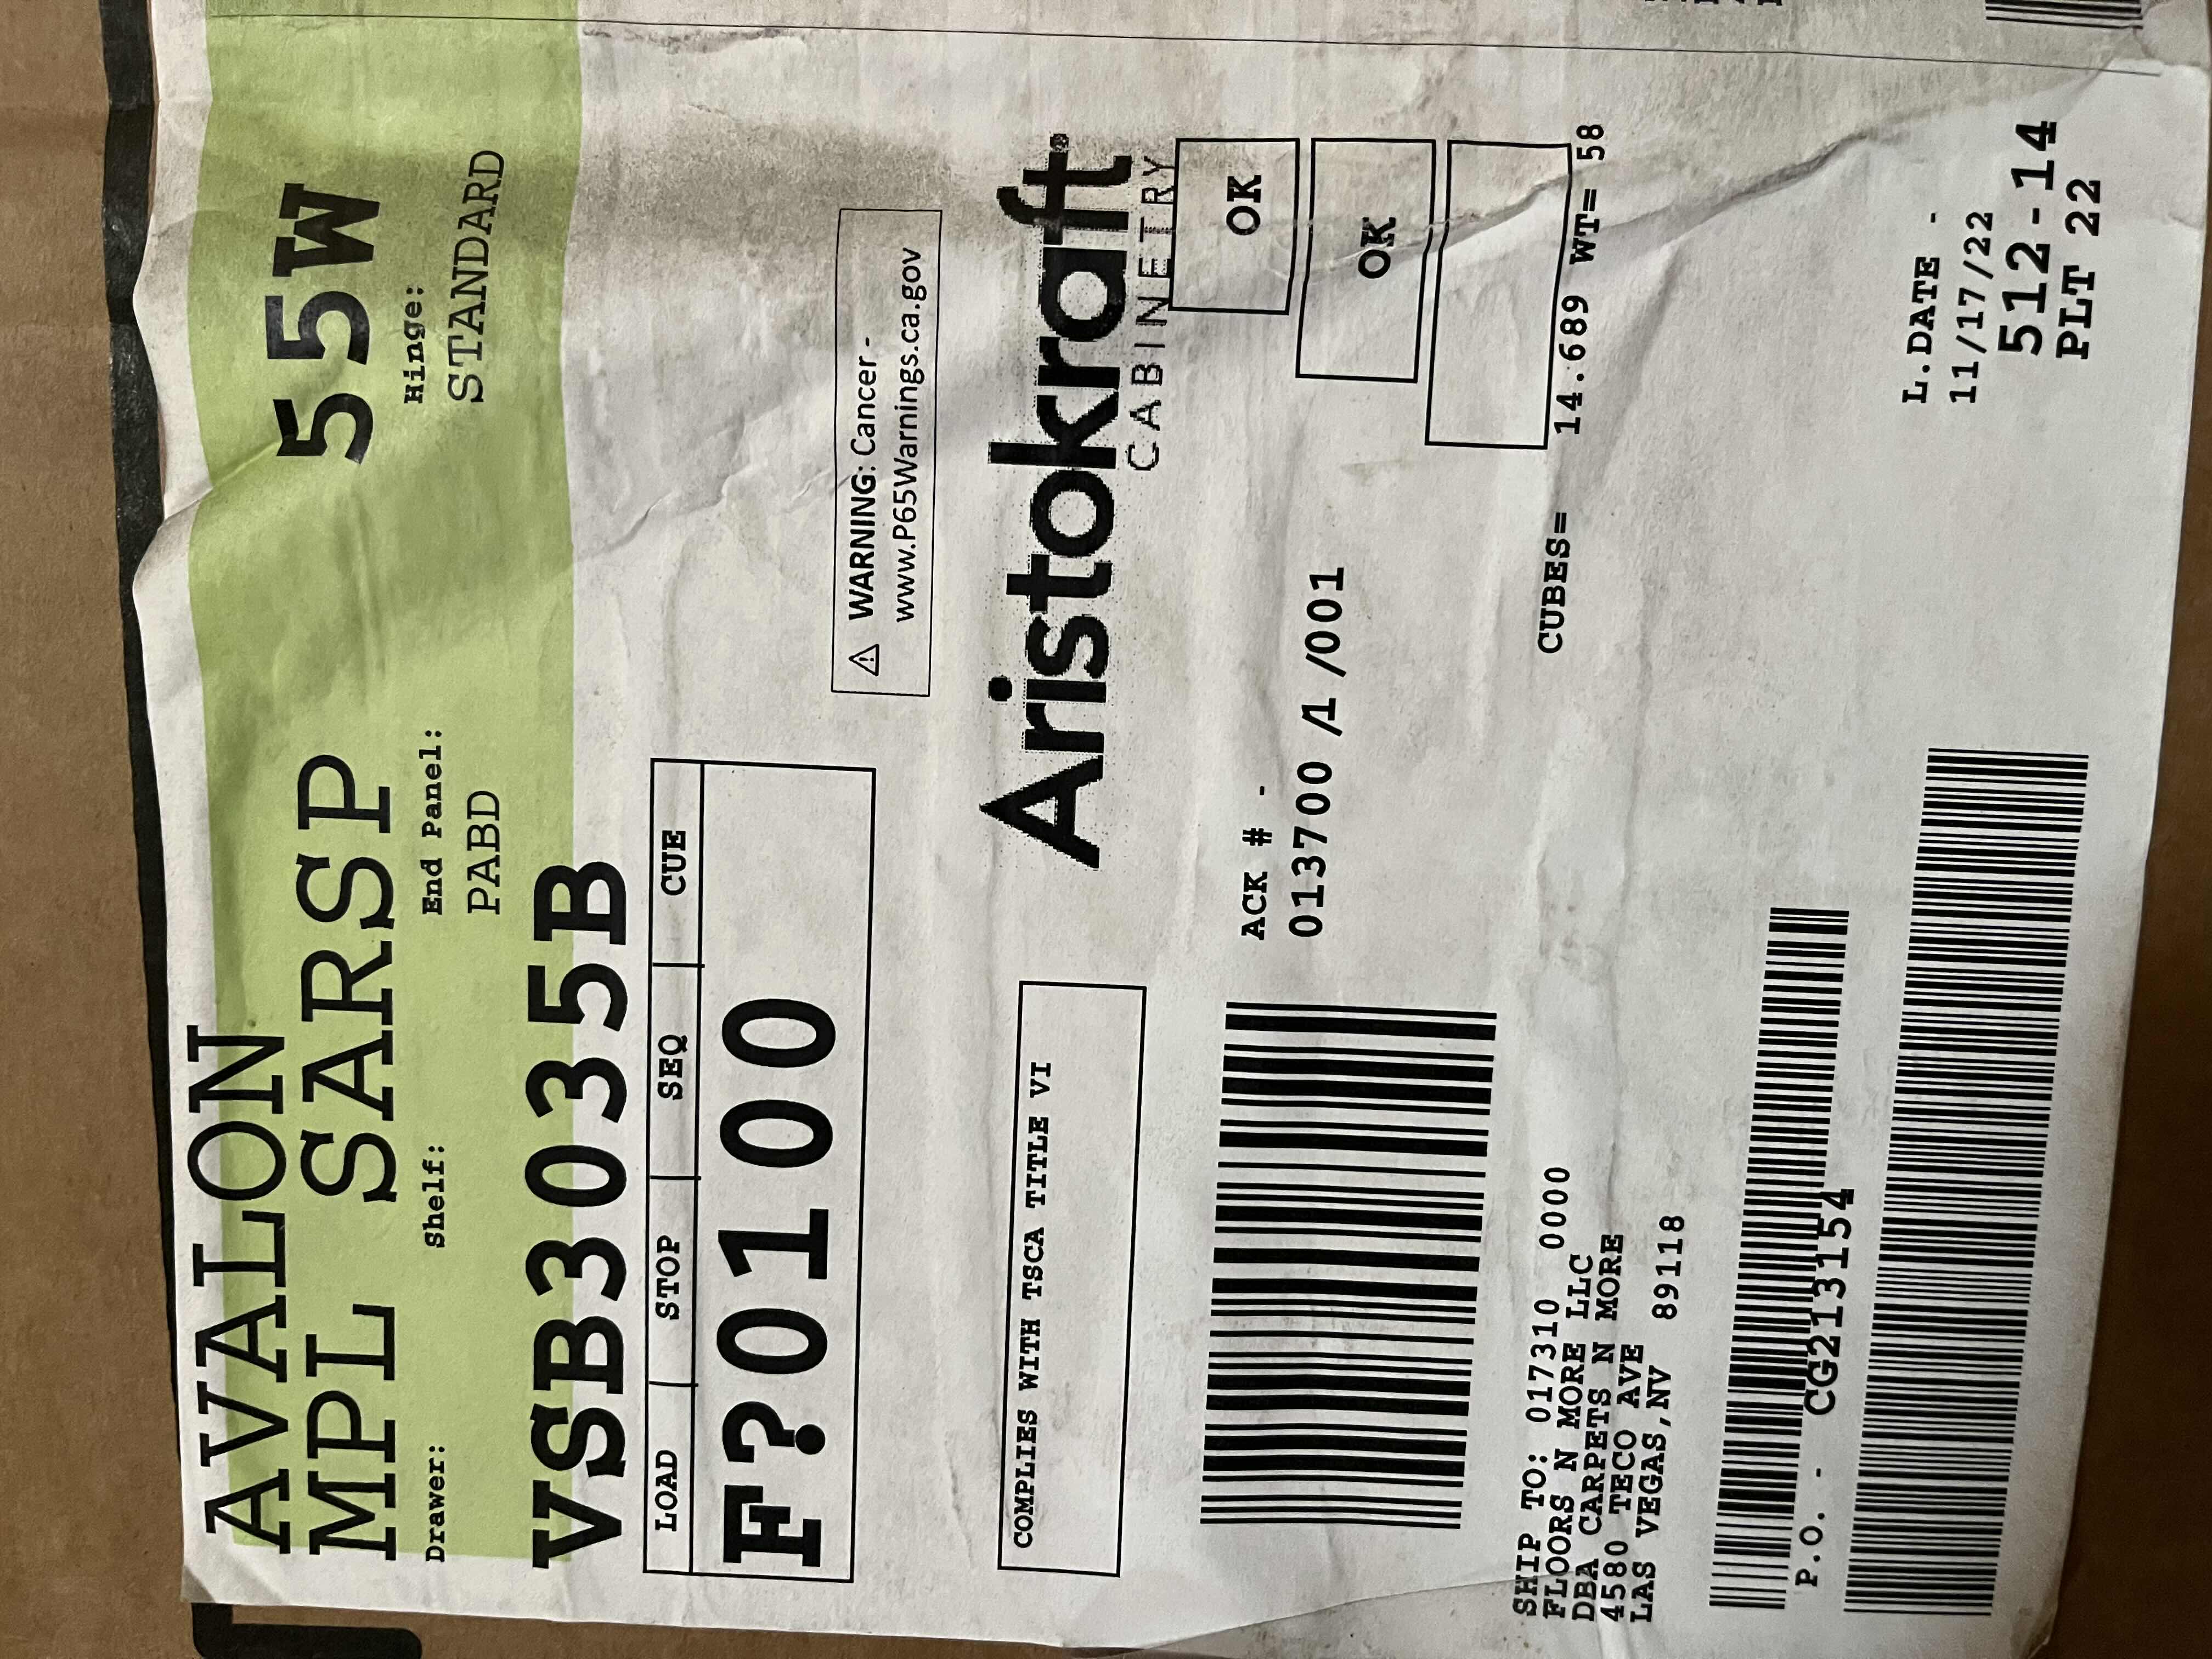 AVALON
MPL SARSP 55W
Drawer: Shelf: End Panel: Hinge:
PABD STANDARD
VSB3035B
LOAD STOP SEQ CUE
F?0100
⚠ WARNING: Cancer -
www.P65Warnings.ca.gov
COMPLIES WITH TSCA TITLE VI
Aristokraft
CABINETRY
ACK # -
013700 /1 /001
OK
OK
CUBES= 14.689 WT= 58
SHIP TO: 017310 0000
FLOORS N MORE LLC
DBA CARPETS N MORE
4580 TECO AVE
LAS VEGAS,NV 89118
P.O. - CG213154
L.DATE -
11/17/22
512-14
PLT 22